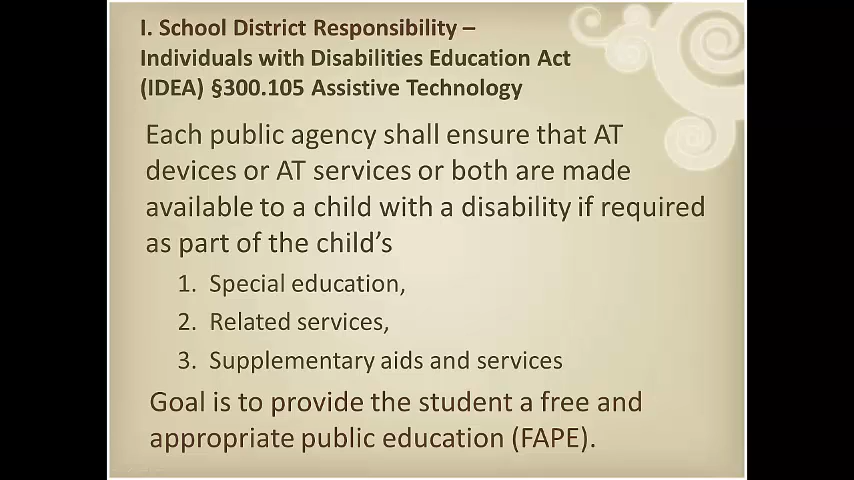 I. School District Responsibility –
Individuals with Disabilities Education Act
(IDEA) §300.105 Assistive Technology
Each public agency shall ensure that AT
devices or AT services or both are made
available to a child with a disability if required
as part of the child’s
1. Special education,
2. Related services,
3. Supplementary aids and services
Goal is to provide the student a free and
appropriate public education (FAPE).